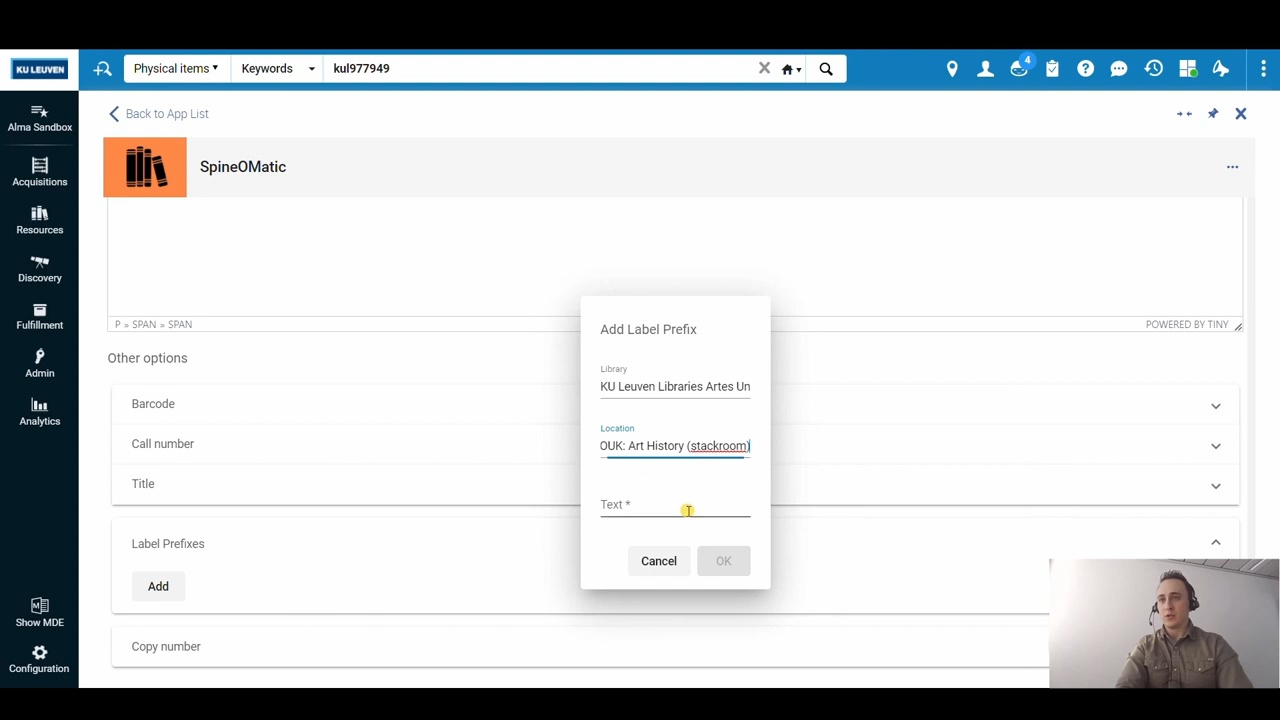 KU LEUVEN
Physical items
Keywords
kul977949
4
Alma Sandbox
Acquisitions
Resources
Discovery
Fulfillment
Admin
Analytics
Show MDE
Configuration
Back to App List
SpineOMatic
P » SPAN » SPAN
POWERED BY TINY
Other options
Barcode
Call number
Title
Label Prefixes
Add
Copy number
Add Label Prefix
Library
KU Leuven Libraries Artes Un
Location
OUK: Art History (stackroom)
Text *
Cancel
OK